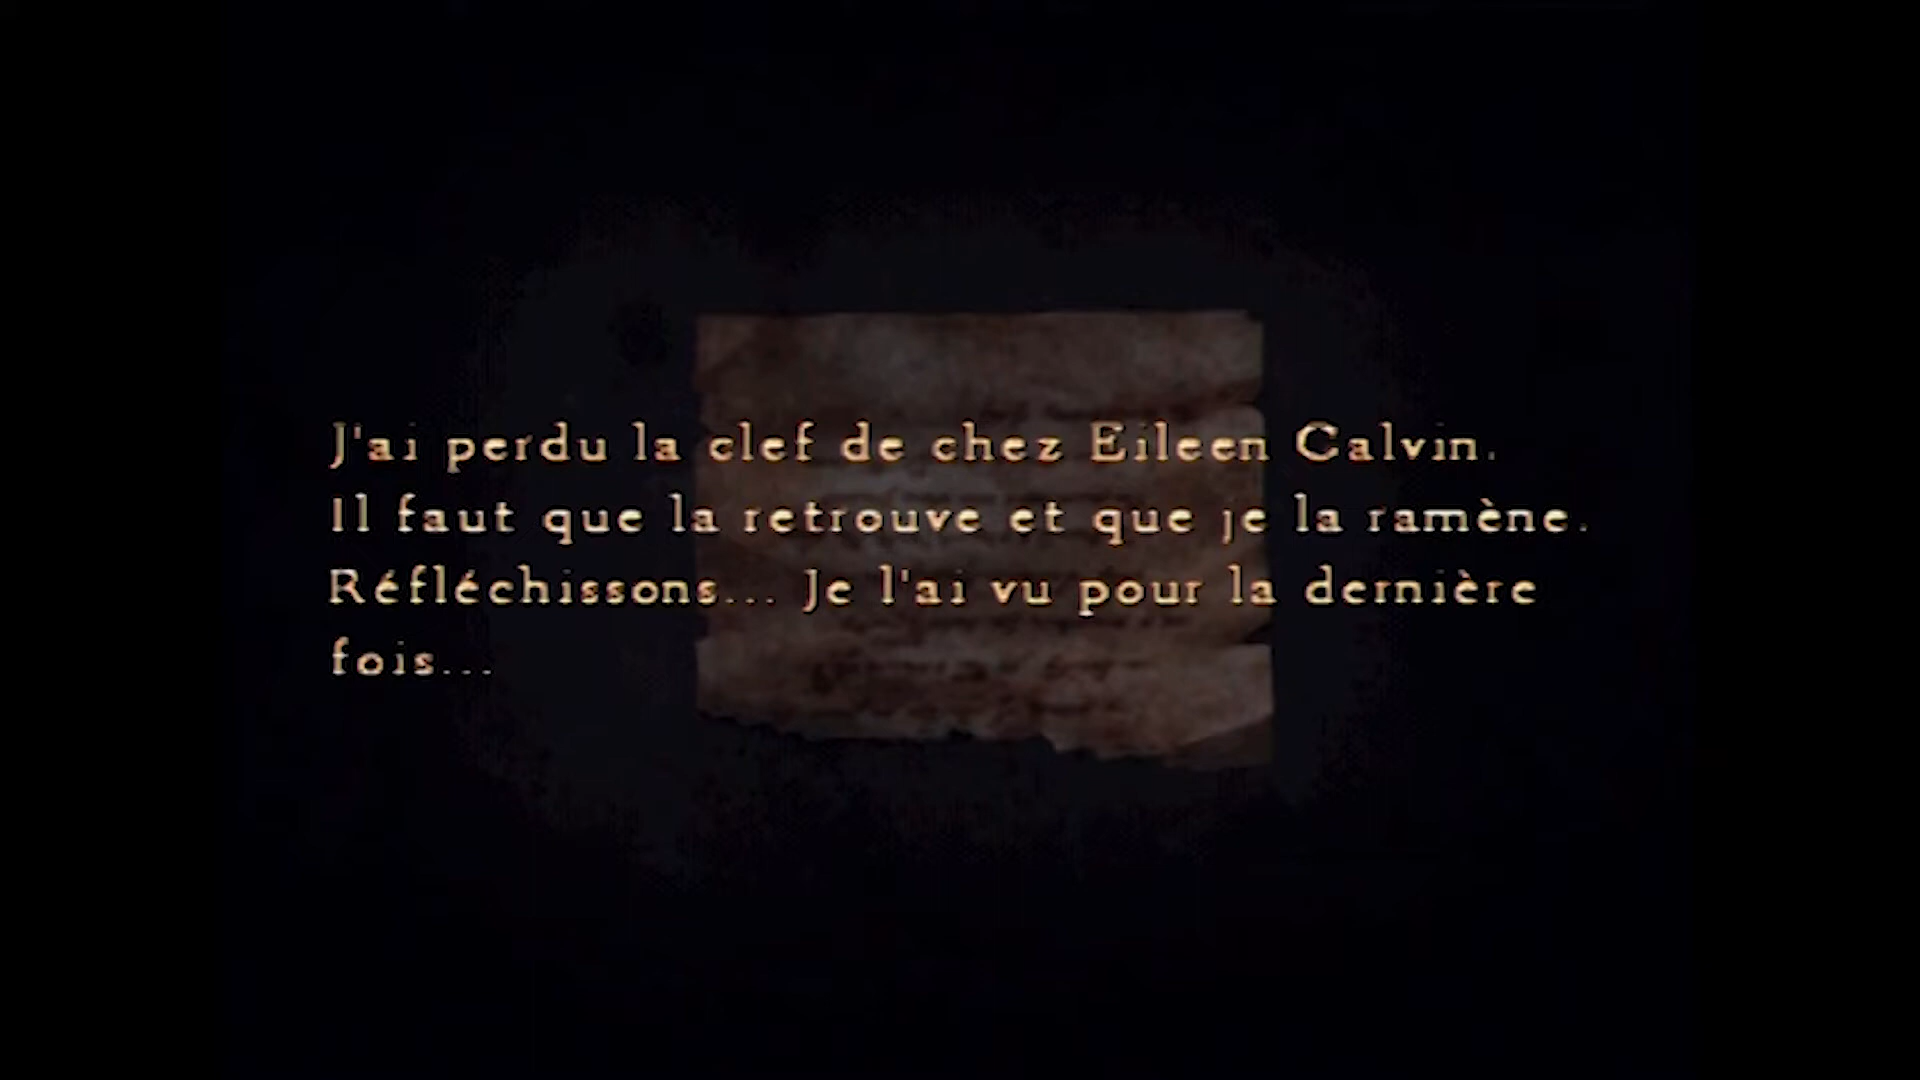 J'ai perdu la clef de chez Eileen Calvin.
Il faut que la retrouve et que je la ramène.
Réfléchissons... Je l'ai vu pour la dernière
fois...